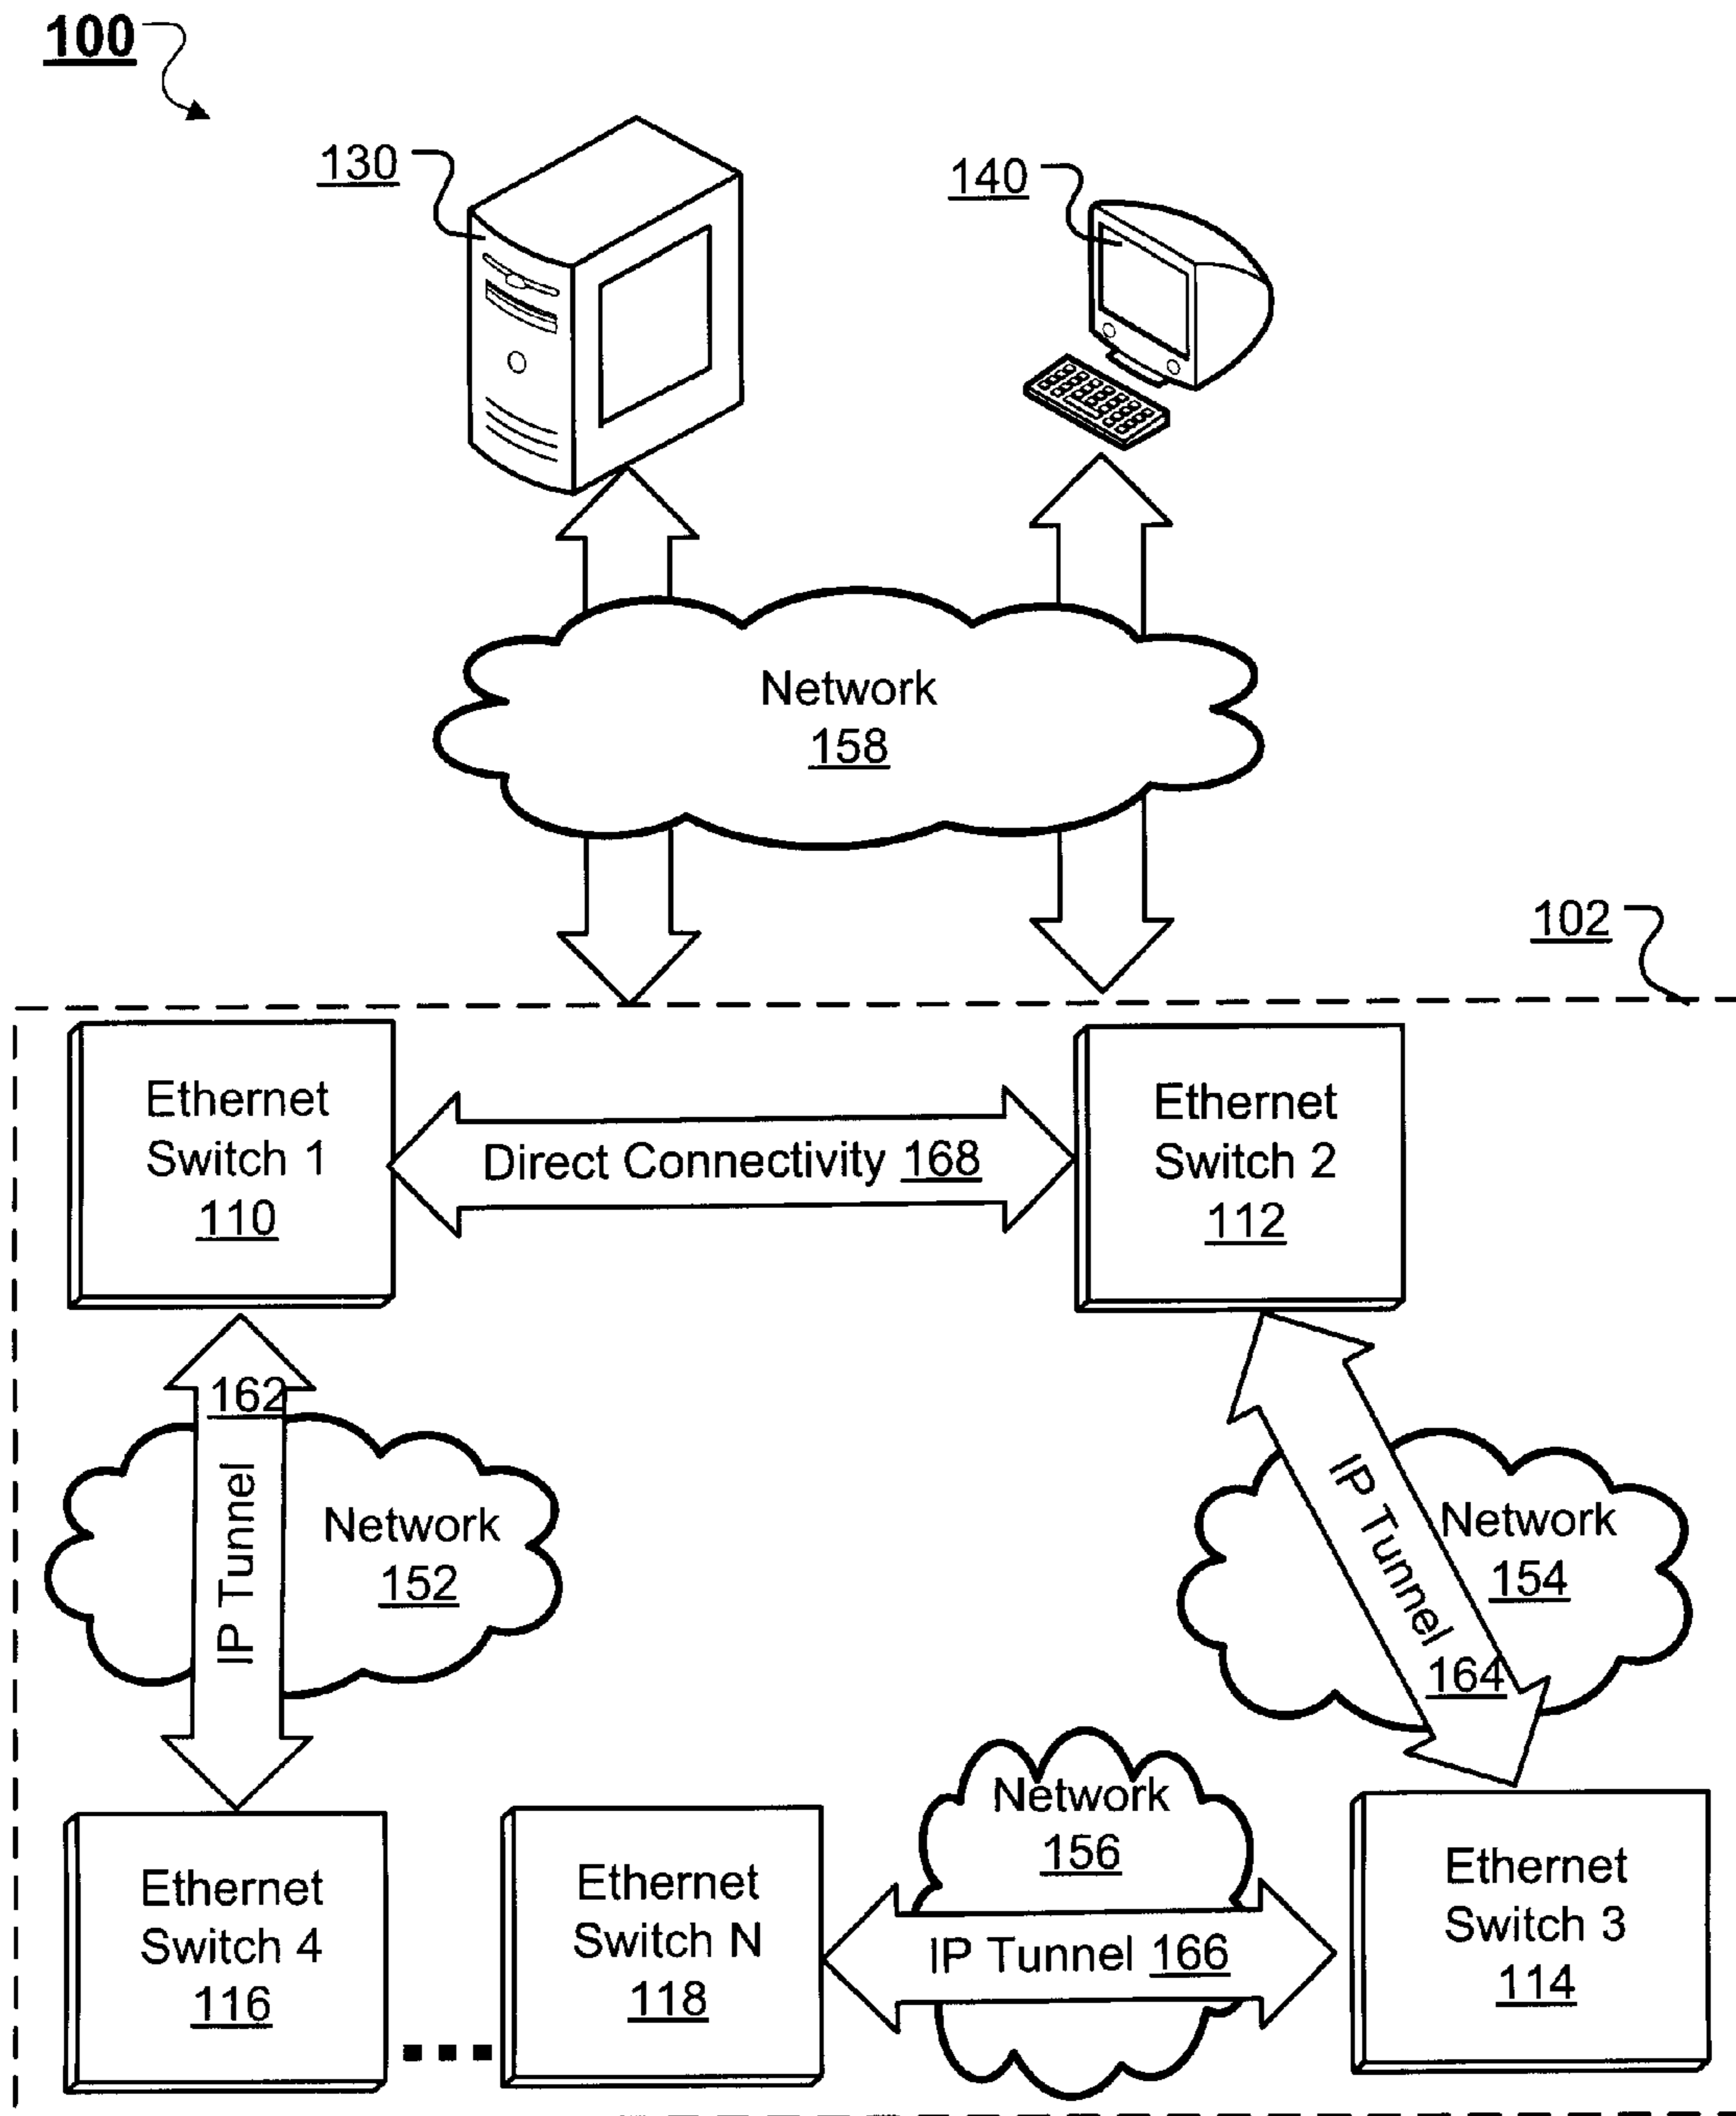 100
130
140
Network
158
102
Ethernet
Switch 1
110
Direct Connectivity 168
Ethernet
Switch 2
112
162
IP Tunnel
Network
152
IP Tunnel 164
Network
154
Ethernet
Switch 4
116
Ethernet
Switch N
118
Network
156
IP Tunnel 166
Ethernet
Switch 3
114